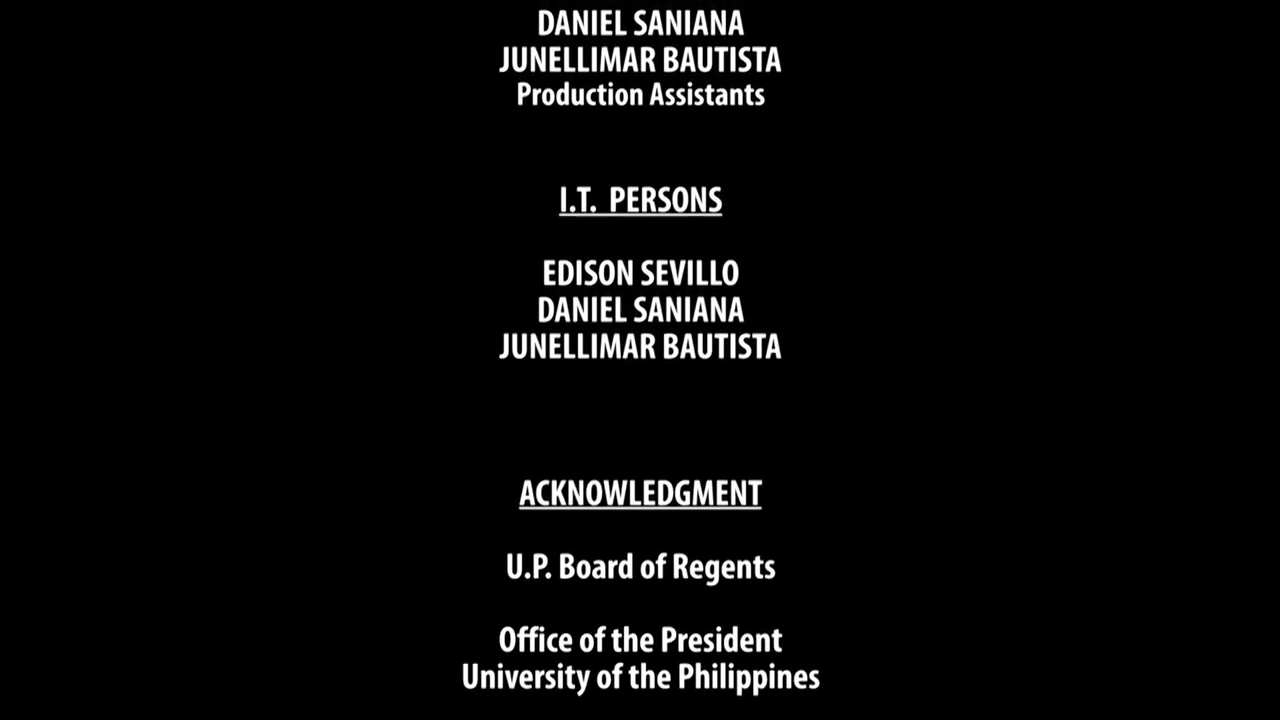 DANIEL SANIANA
JUNELLIMAR BAUTISTA
Production Assistants
I.T. PERSONS
EDISON SEVILLO
DANIEL SANIANA
JUNELLIMAR BAUTISTA
ACKNOWLEDGMENT
U.P. Board of Regents
Office of the President
University of the Philippines